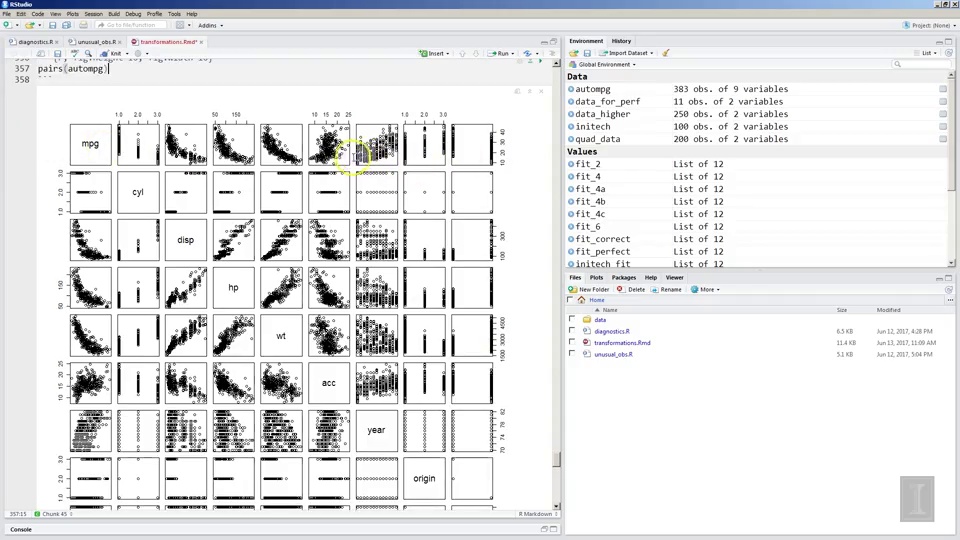 RStudio
File Edit Code View Plots Session Build Debug Profile Tools Help
Go to file/function
Addins
Project: (None)
diagnostics.R
unusual_obs.R
transformations.Rmd*
Knit
Insert
Run
357 pairs(autompg)
358 ```
1.0 2.0 3.0
50 150
10 15 20 25
1.0 2.0 3.0
mpg
10 20 30 40
1.0 2.0 3.0
cyl
disp
100 300
50 150
hp
wt
1500 3000 4500
10 15 20 25
acc
year
70 74 78 82
1.0 2.0 3.0
origin
357:15
Chunk 45
R Markdown
Console
Environment History
Import Dataset
List
Global Environment
Data
autompg 383 obs. of 9 variables
data_for_perf 11 obs. of 2 variables
data_higher 250 obs. of 2 variables
initech 100 obs. of 2 variables
quad_data 200 obs. of 2 variables
Values
fit_2 List of 12
fit_4 List of 12
fit_4a List of 12
fit_4b List of 12
fit_4c List of 12
fit_6 List of 12
fit_correct List of 12
fit_perfect List of 12
initech_fit List of 12
Files Plots Packages Help Viewer
New Folder Delete Rename More
Home
Name Size Modified
data
diagnostics.R 6.5 KB Jun 12, 2017, 4:28 PM
transformations.Rmd 11.4 KB Jun 13, 2017, 11:09 AM
unusual_obs.R 5.1 KB Jun 12, 2017, 5:04 PM